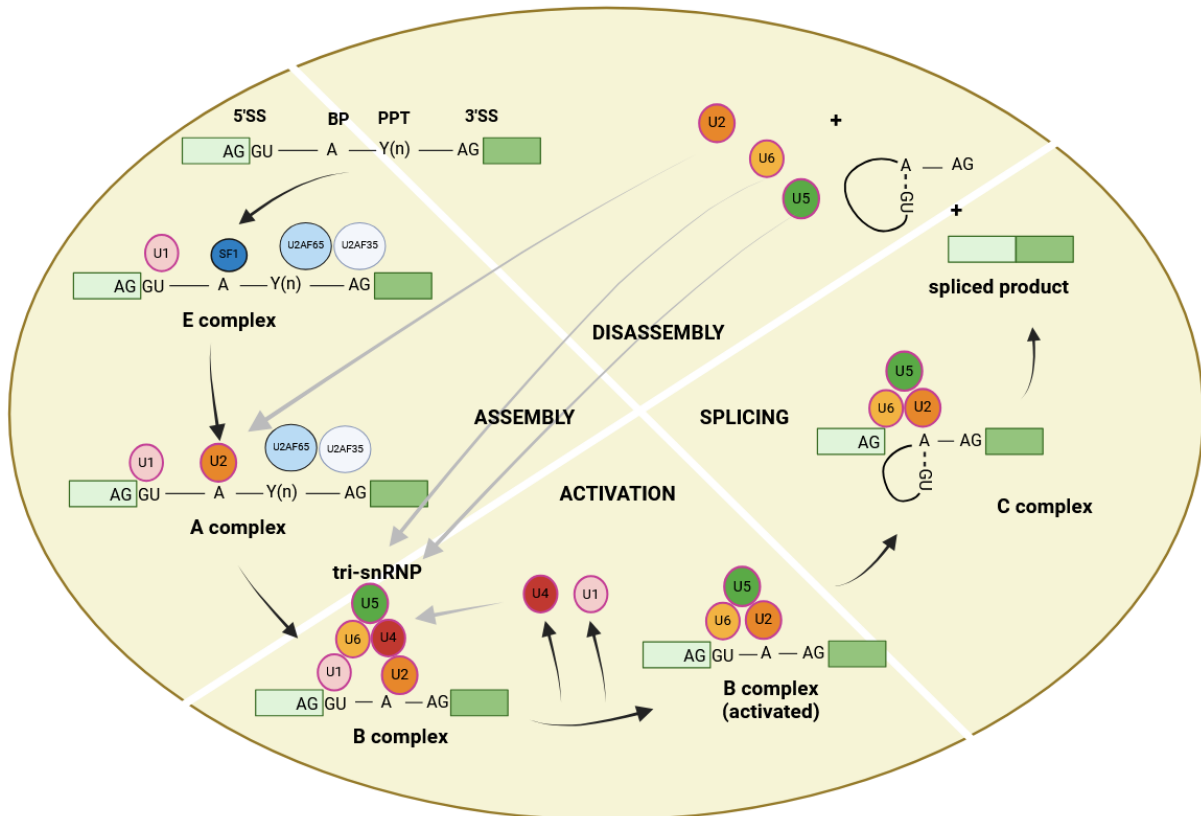 5'SS BP PPT 3'SS
AG GU A Y(n) AG
U1 SF1 U2AF65 U2AF35
AG GU A Y(n) AG
E complex
U1 U2 U2AF65 U2AF35
AG GU A Y(n) AG
A complex
ASSEMBLY
tri-snRNP
U5
U6 U4
U1 U2
AG GU A AG
B complex
U4 U1
ACTIVATION
U5
U6 U2
AG GU A AG
B complex
(activated)
SPLICING
U5
U6 U2
AG A AG
GU
C complex
spliced product
DISASSEMBLY
U2 +
U6
U5
A AG
GU
+